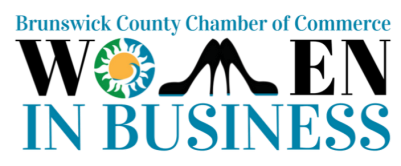 Brunswick County Chamber of Commerce
WOMEN
IN BUSINESS